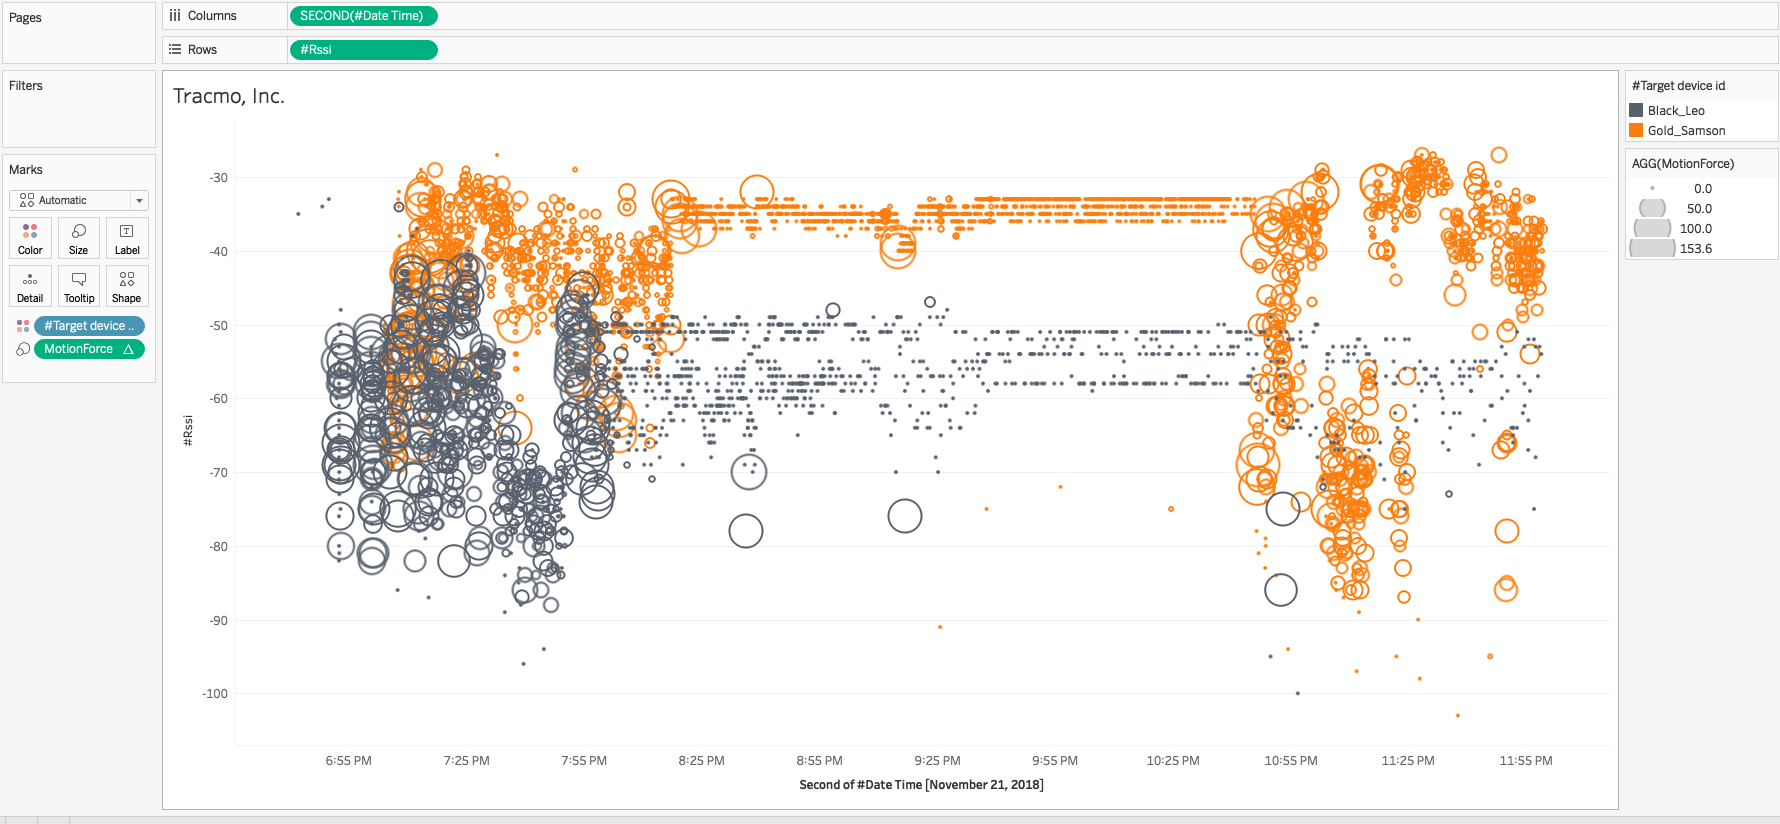 Pages
Columns
SECOND(#Date Time)
Rows
#Rssi
Filters
Marks
Automatic
Color
Size
Label
Detail
Tooltip
Shape
#Target device ..
MotionForce
Tracmo, Inc.
#Rssi
-30
-40
-50
-60
-70
-80
-90
-100
6:55 PM
7:25 PM
7:55 PM
8:25 PM
8:55 PM
9:25 PM
9:55 PM
10:25 PM
10:55 PM
11:25 PM
11:55 PM
Second of #Date Time [November 21, 2018]
#Target device id
Black_Leo
Gold_Samson
AGG(MotionForce)
0.0
50.0
100.0
153.6